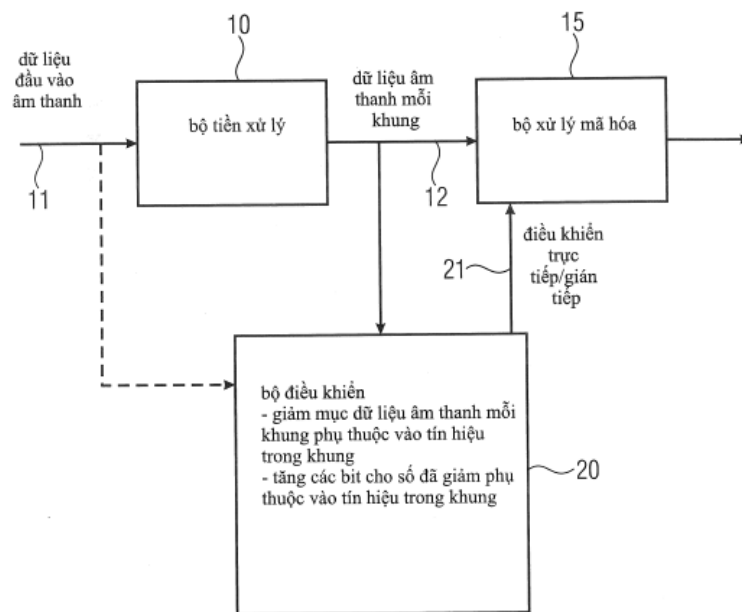 10
15
dữ liệu
đầu vào
âm thanh
dữ liệu âm
thanh mỗi
khung
bộ tiền xử lý
bộ xử lý mã hóa
11
12
21
điều khiển
trực
tiếp/gián
tiếp
bộ điều khiển
- giảm mục dữ liệu âm thanh mỗi
khung phụ thuộc vào tín hiệu
trong khung
- tăng các bit cho số đã giảm phụ
thuộc vào tín hiệu trong khung
20